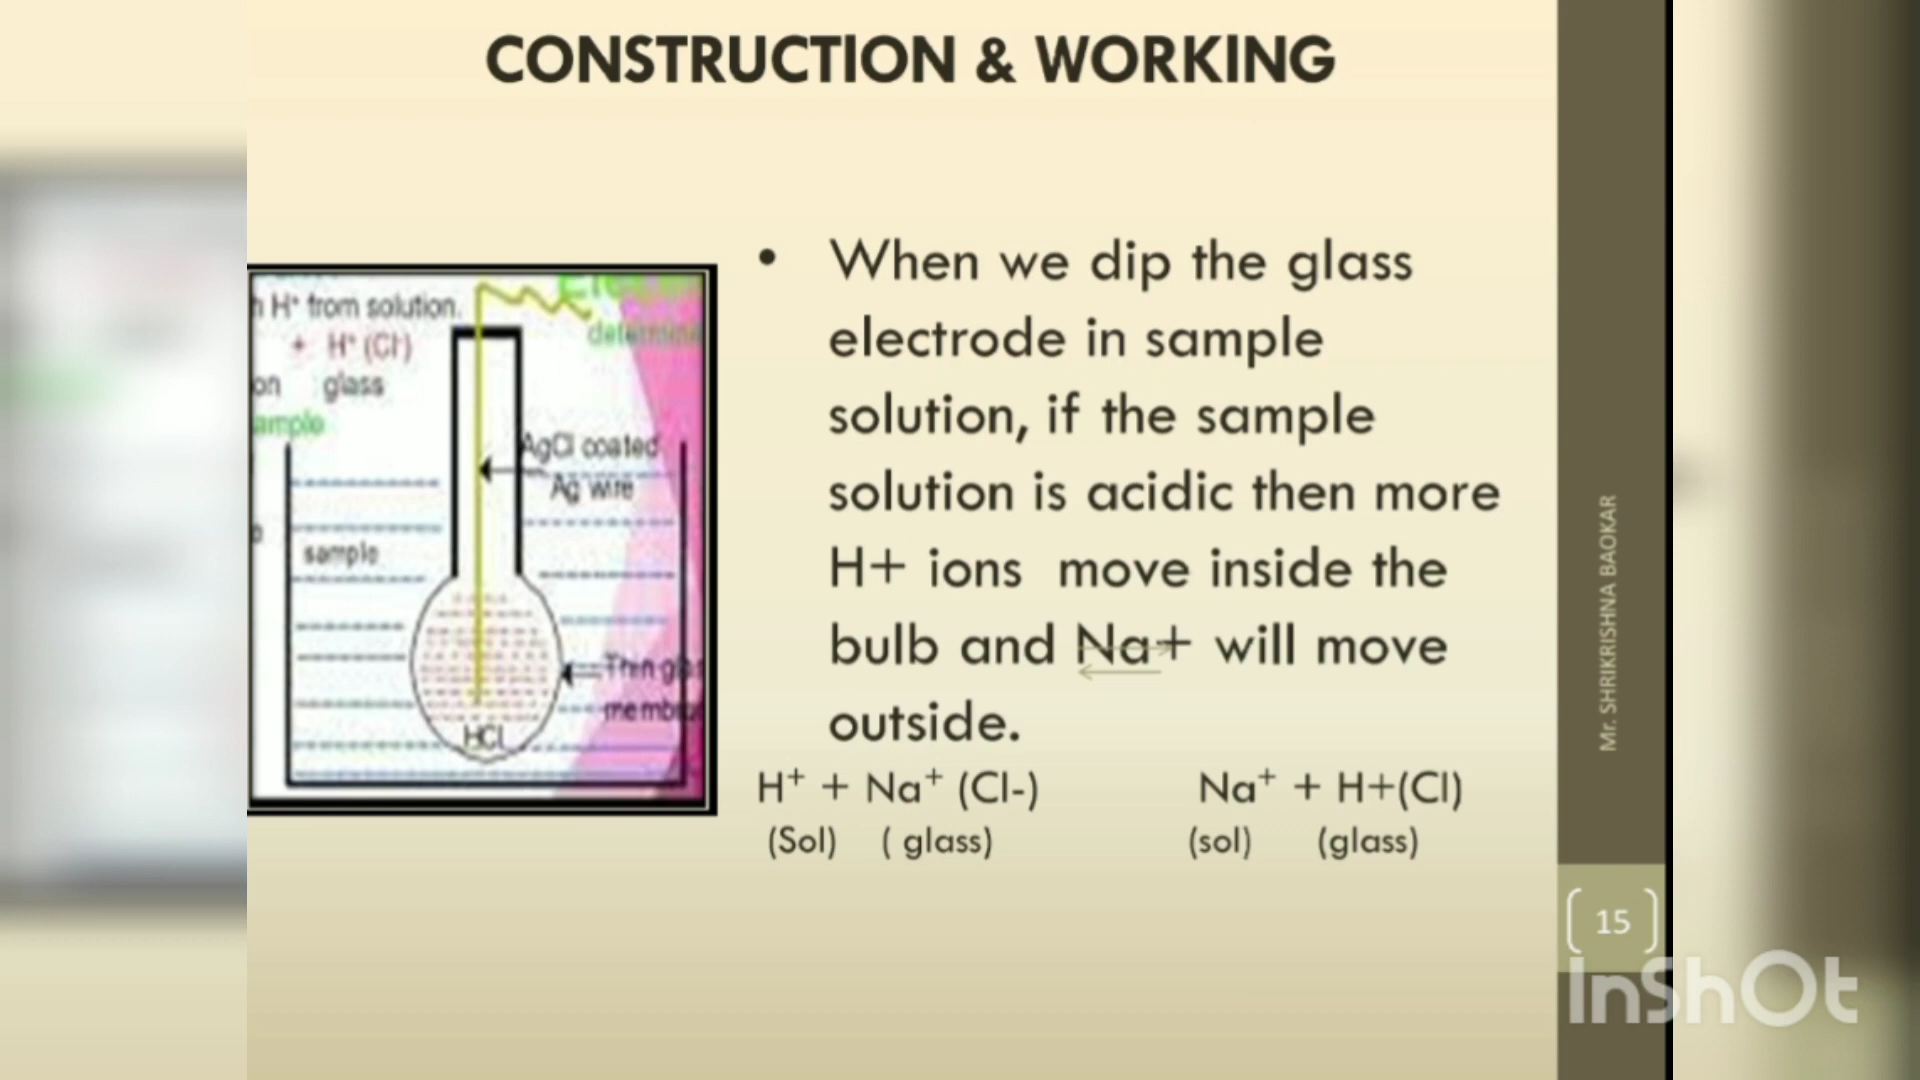 CONSTRUCTION & WORKING
• When we dip the glass
electrode in sample
solution, if the sample
solution is acidic then more
H+ ions move inside the
bulb and Na+ will move
outside.
H⁺ + Na⁺ (Cl-) Na⁺ + H+(Cl)
(Sol) ( glass) (sol) (glass)
H⁺ from solution.
+ H⁺ (Cl⁻)
glass
determine
AgCl coated
Ag wire
sample
Thin
HCl
Mr. SHRIKRISHNA BAOKAR
15
InShOt